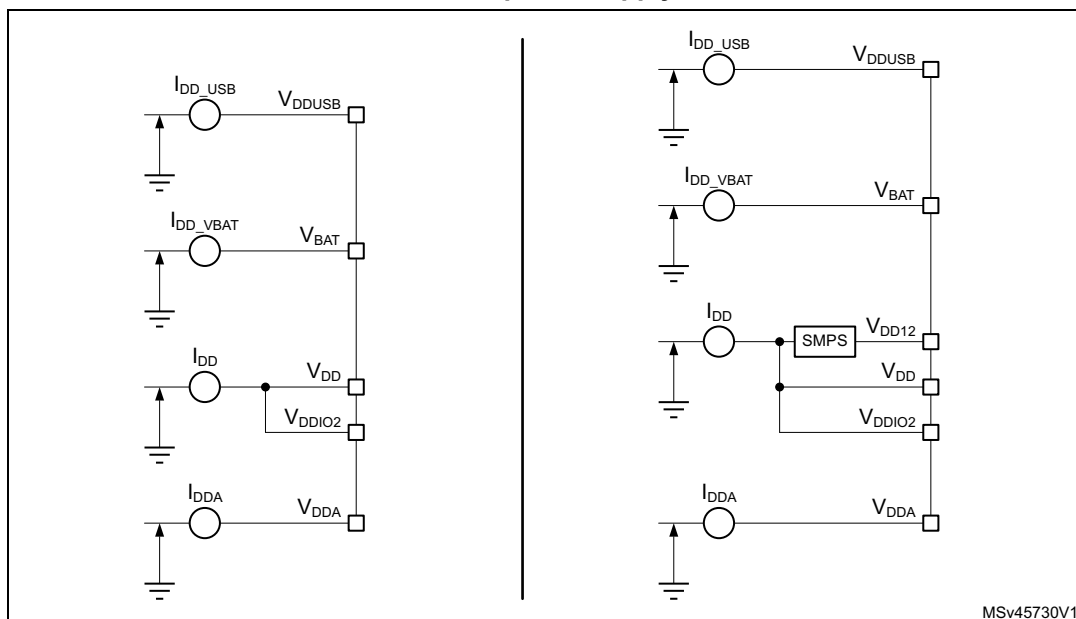 I_DD_USB
V_DDUSB
I_DD_VBAT
V_BAT
I_DD
V_DD
V_DDIO2
I_DDA
V_DDA
I_DD_USB
V_DDUSB
I_DD_VBAT
V_BAT
I_DD
SMPS
V_DD12
V_DD
V_DDIO2
I_DDA
V_DDA
MSv45730V1